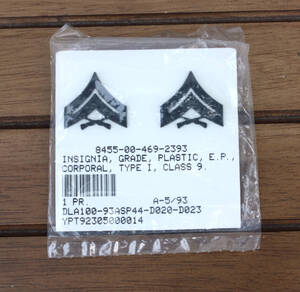 8455-00-469-2393
INSIGNIA, GRADE, PLASTIC, E.P.,
CORPORAL, TYPE I, CLASS 9.
1 PR. A-5/93
DLA100-93ASP44-D020-D023
YPT92305000014